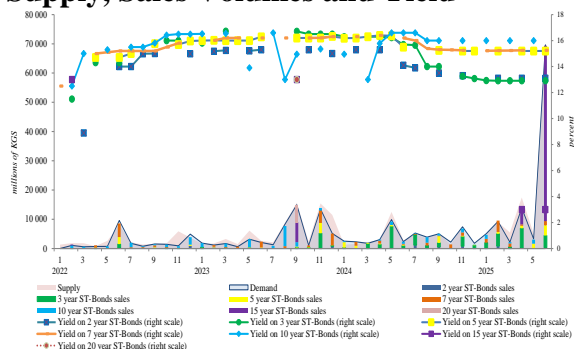 Supply, Sales Volumes and Yield
80 000
70 000
60 000
50 000
40 000
30 000
20 000
10 000
0
millions of KGS
18
16
14
12
10
8
6
4
2
0
percent
1 3 5 7 9 11 1 3 5 7 9 11 1 3 5 7 9 11 1 3 5
2022 2023 2024 2025
Supply Demand 2 year ST-Bonds sales
3 year ST-Bonds sales 5 year ST-Bonds sales 7 year ST-Bonds sales
10 year ST-Bonds sales 15 year ST-Bonds sales 20 year ST-Bonds sales
Yield on 2 year ST-Bonds (right scale) Yield on 3 year ST-Bonds (right scale) Yield on 5 year ST-Bonds (right scale)
Yield on 7 year ST-Bonds (right scale) Yield on 10 year ST-Bonds (right scale) Yield on 15 year ST-Bonds (right scale)
Yield on 20 year ST-Bonds (right scale)